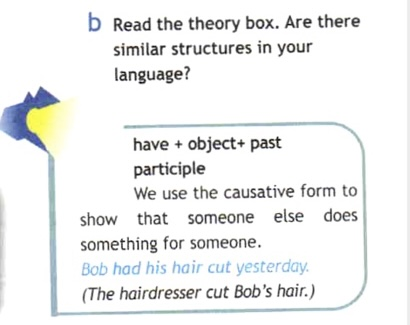 b Read the theory box. Are there
similar structures in your
language?
have + object+ past
participle
We use the causative form to
show that someone else does
something for someone.
Bob had his hair cut yesterday.
(The hairdresser cut Bob's hair.)